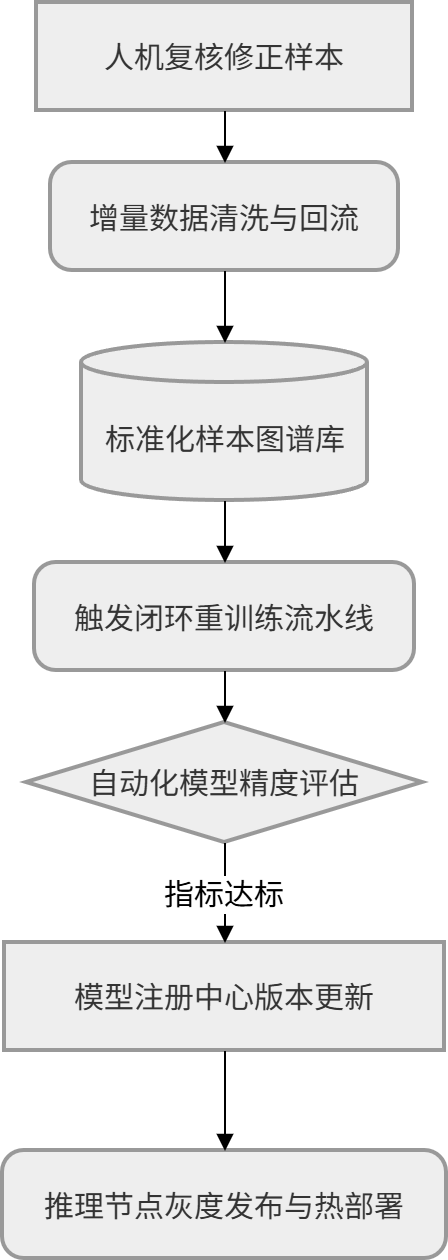 人机复核修正样本
增量数据清洗与回流
标准化样本图谱库
触发闭环重训练流水线
自动化模型精度评估
指标达标
模型注册中心版本更新
推理节点灰度发布与热部署